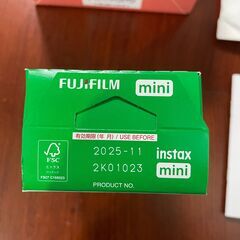 FUJIFILM mini
有効期限(年 月)/USE BEFORE
2025-11
instax
2K01023
mini
FSC
PRODUCT NO.